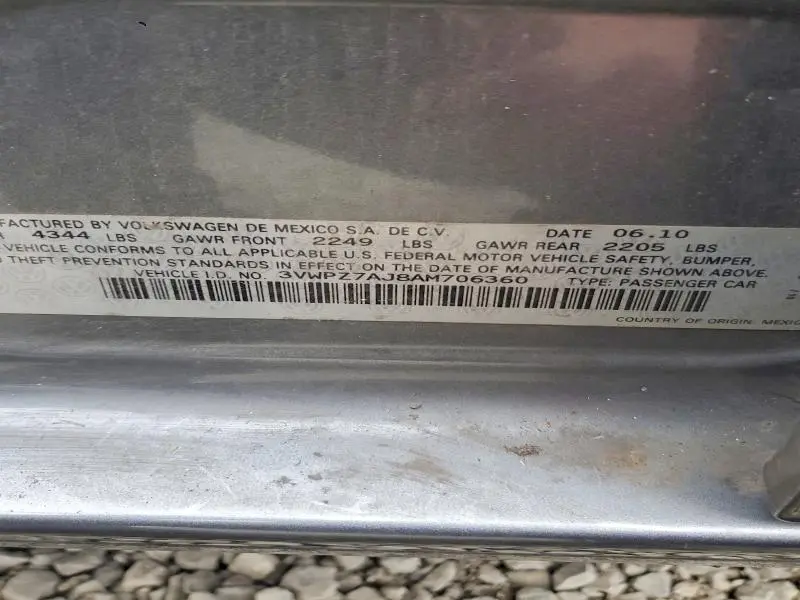 FACTURED BY VOLKSWAGEN DE MEXICO S.A. DE C.V. DATE 06.10
4344 LBS GAWR FRONT 2249 LBS GAWR REAR 2205 LBS
VEHICLE CONFORMS TO ALL APPLICABLE U.S. FEDERAL MOTOR VEHICLE SAFETY, BUMPER,
THEFT PREVENTION STANDARDS IN EFFECT ON THE DATE OF MANUFACTURE SHOWN ABOVE.
VEHICLE I.D. NO. 3VWPZ7AJ8AM706360 TYPE: PASSENGER CAR
COUNTRY OF ORIGIN: MEXIC